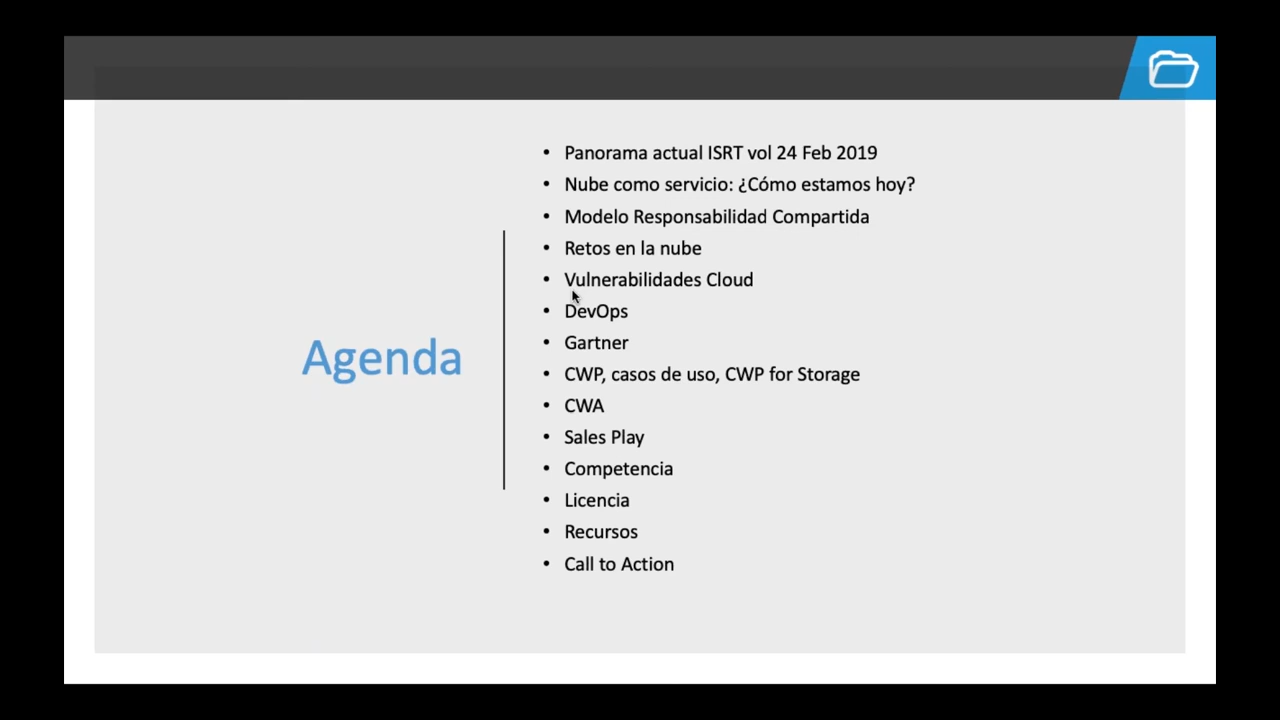 Agenda
• Panorama actual ISRT vol 24 Feb 2019
• Nube como servicio: ¿Cómo estamos hoy?
• Modelo Responsabilidad Compartida
• Retos en la nube
• Vulnerabilidades Cloud
• DevOps
• Gartner
• CWP, casos de uso, CWP for Storage
• CWA
• Sales Play
• Competencia
• Licencia
• Recursos
• Call to Action